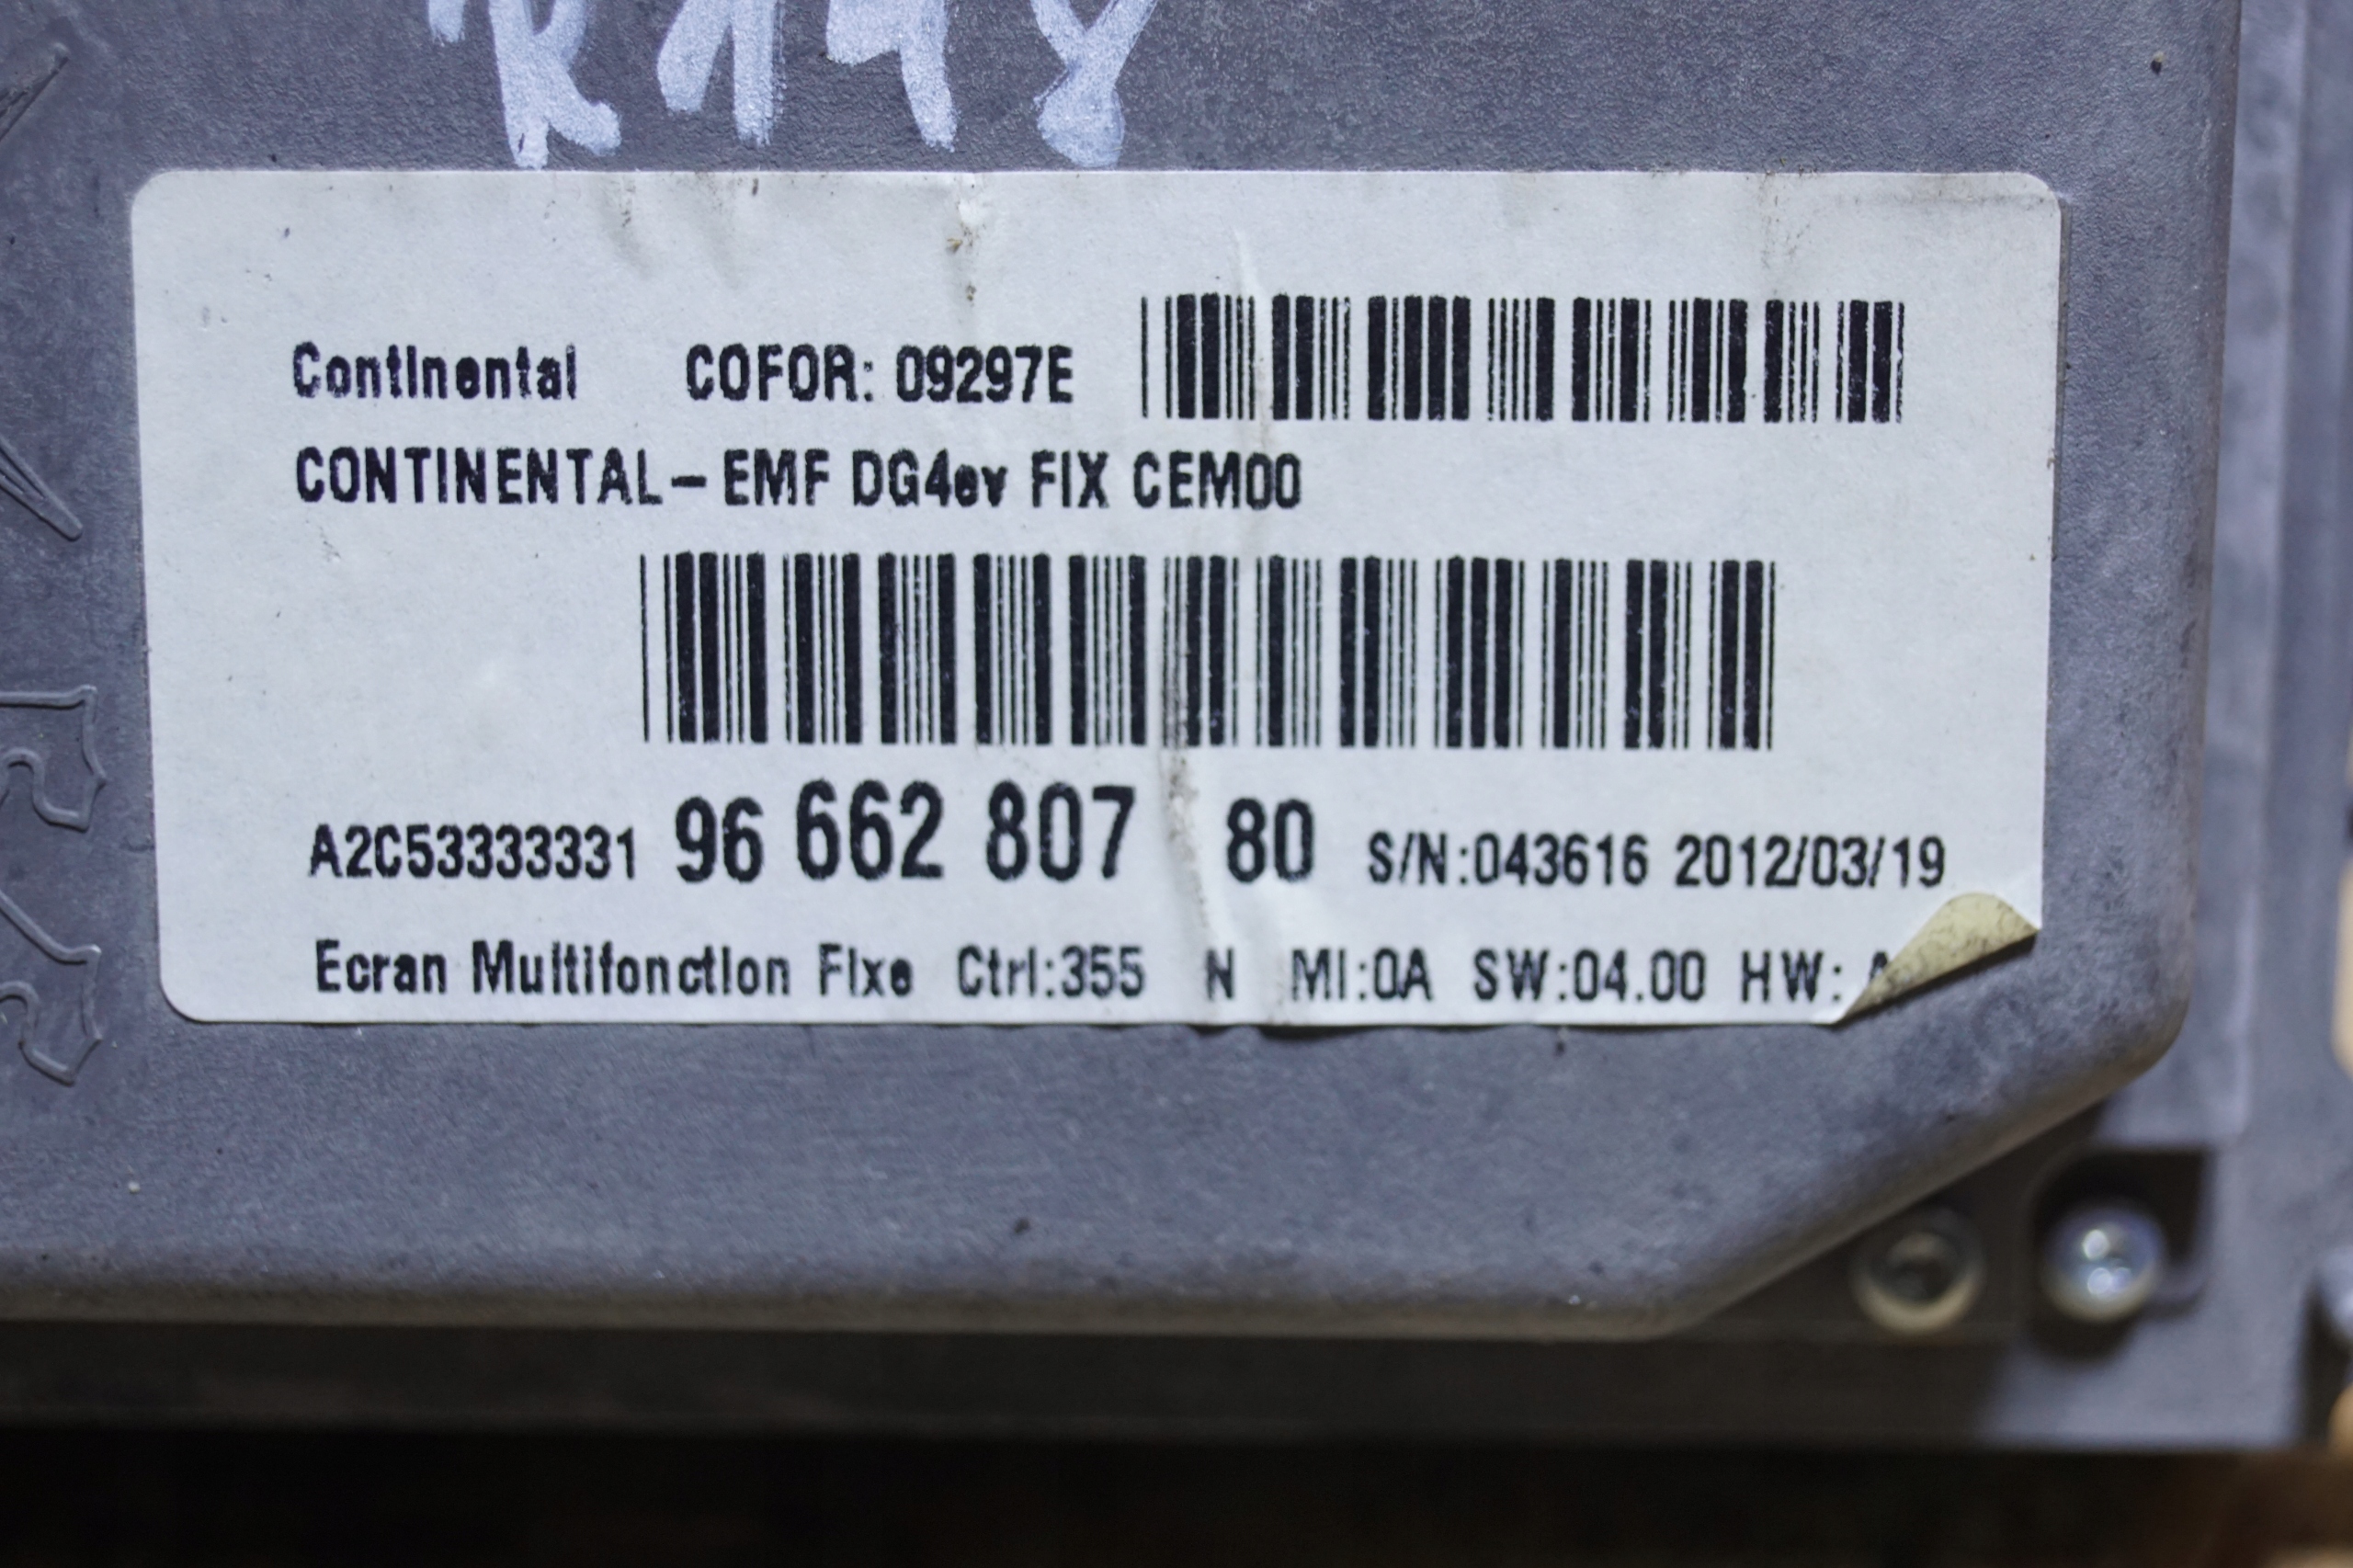 Continental COFOR: 09297E
CONTINENTAL- EMF DG4ev FIX CEM00
A2C53333331 96 662 807 80 S/N:043616 2012/03/19
Ecran Multifonction Fixe Ctrl:355 N MI:0A SW:04.00 HW: